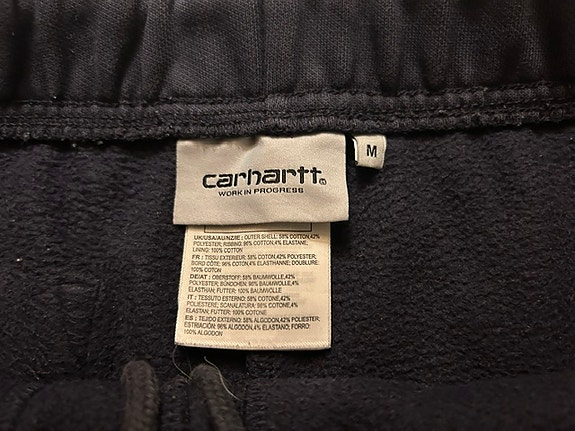 carhartt
WORK IN PROGRESS
M
UK/USA/AU/NZ/IE : OUTER SHELL: 58% COTTON,42%
POLYESTER; RIBBING: 96% COTTON,4% ELASTANE;
LINING: 100% COTTON
FR : TISSU EXTERIEUR: 58% COTON,42% POLYESTER;
BORD CÔTE: 96% COTON,4% ELASTHANNE; DOUBLURE:
100% COTON
DE/AT : OBERSTOFF: 58% BAUMWOLLE,42%
POLYESTER; BÜNDCHEN: 96% BAUMWOLLE,4%
ELASTHAN; FUTTER: 100% BAUMWOLLE
IT : TESSUTO ESTERNO: 58% COTONE,42%
POLIESTERE; SCANALATURA: 96% COTONE,4%
ELASTAN; FUTTER: 100% COTONE
ES : TEJIDO EXTERNO: 58% ALGODON,42% POLIESTER;
ESTRIACIÓN: 96% ALGODON,4% ELASTANO; FORRO:
100% ALGODON